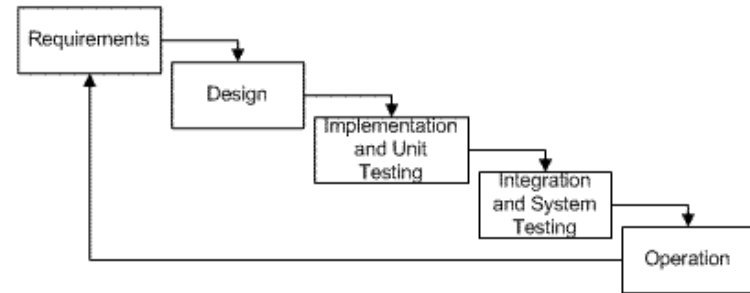 Requirements
Design
Implementation
and Unit
Testing
Integration
and System
Testing
Operation